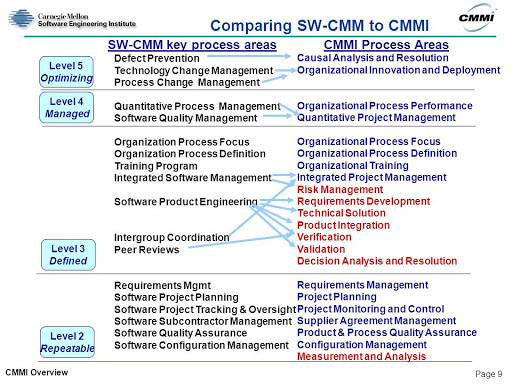 Carnegie Mellon
Software Engineering Institute
Comparing SW-CMM to CMMI
CMMI
SW-CMM key process areas
CMMI Process Areas
Level 5
Optimizing
Defect Prevention
Causal Analysis and Resolution
Technology Change Management
Organizational Innovation and Deployment
Process Change Management
Level 4
Managed
Quantitative Process Management
Organizational Process Performance
Software Quality Management
Quantitative Project Management
Level 3
Defined
Organization Process Focus
Organizational Process Focus
Organization Process Definition
Organizational Process Definition
Training Program
Organizational Training
Integrated Software Management
Integrated Project Management
Risk Management
Software Product Engineering
Requirements Development
Technical Solution
Product Integration
Intergroup Coordination
Verification
Peer Reviews
Validation
Decision Analysis and Resolution
Level 2
Repeatable
Requirements Mgmt
Requirements Management
Software Project Planning
Project Planning
Software Project Tracking & Oversight
Project Monitoring and Control
Software Subcontractor Management
Supplier Agreement Management
Software Quality Assurance
Product & Process Quality Assurance
Software Configuration Management
Configuration Management
Measurement and Analysis
CMMI Overview
Page 9